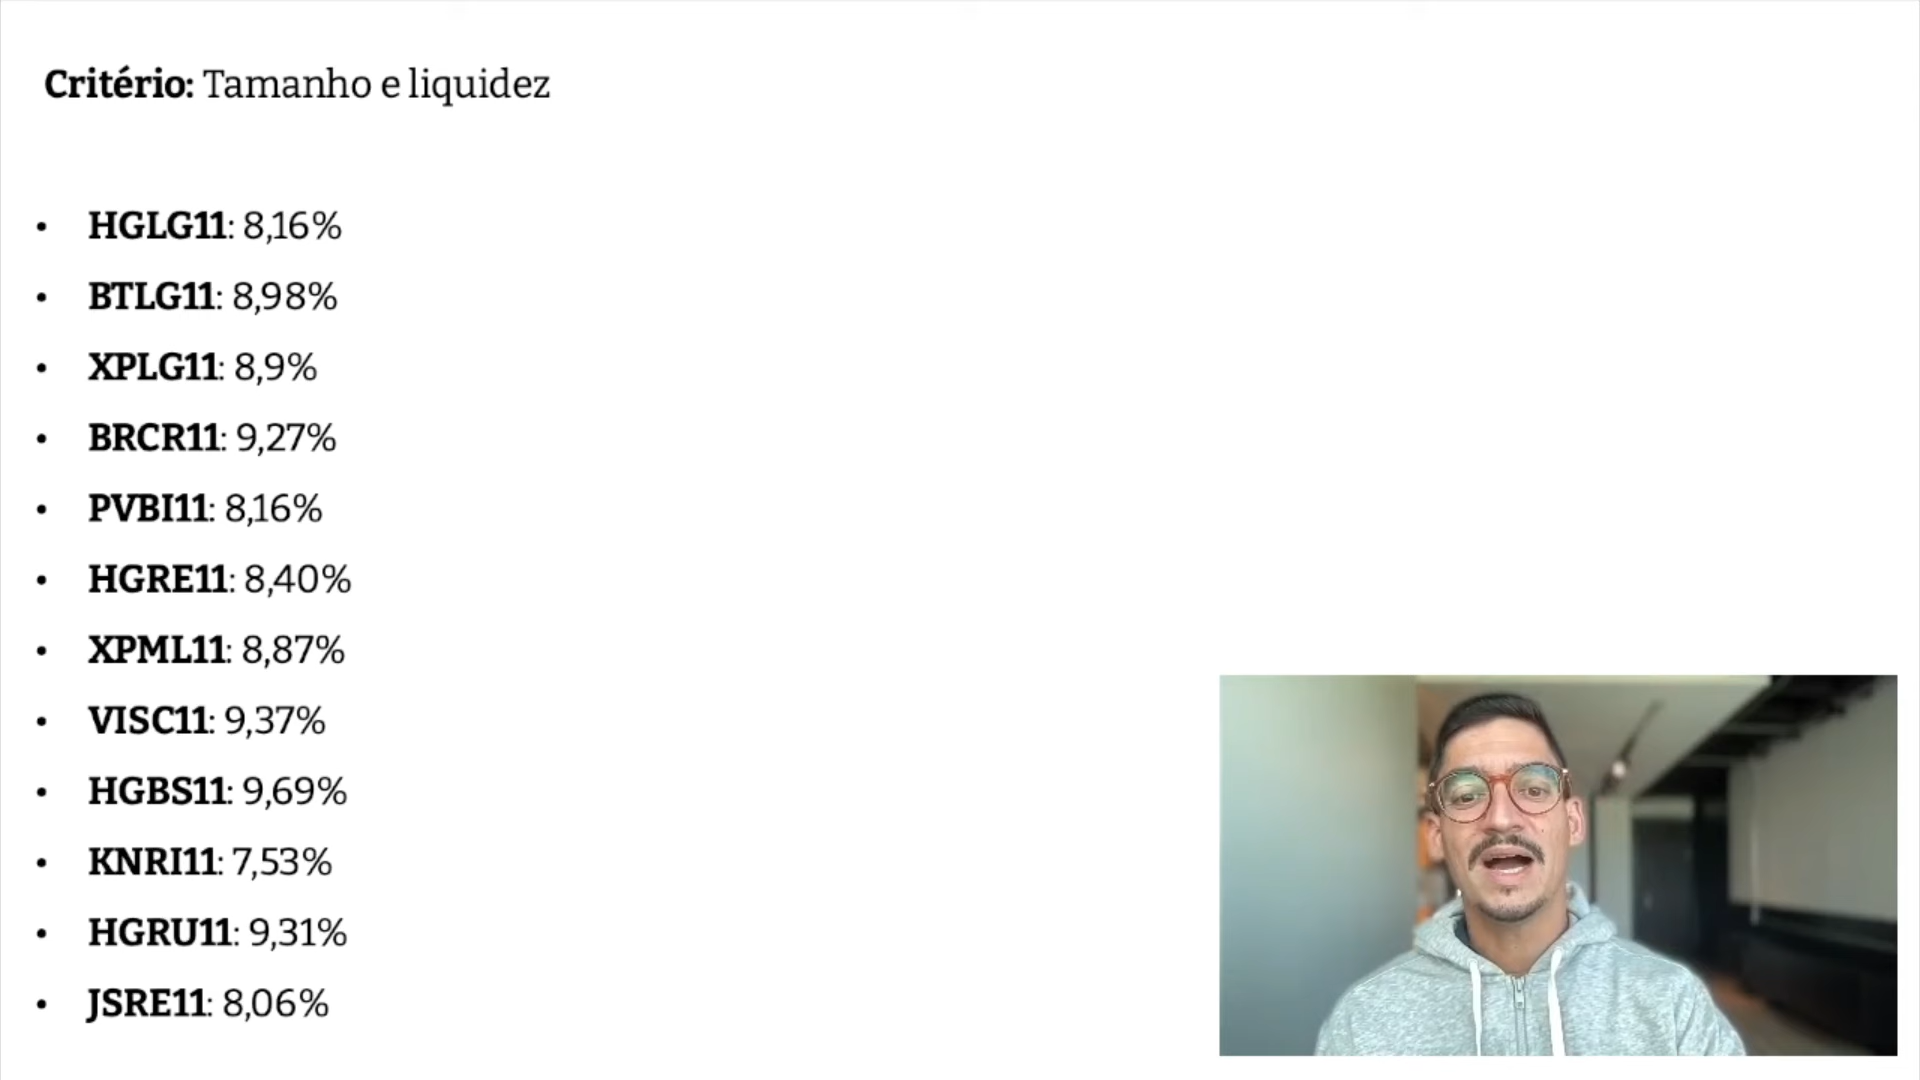 Critério: Tamanho e liquidez
• HGLG11: 8,16%
• BTLG11: 8,98%
• XPLG11: 8,9%
• BRCR11: 9,27%
• PVBI11: 8,16%
• HGRE11: 8,40%
• XPML11: 8,87%
• VISC11: 9,37%
• HGBS11: 9,69%
• KNRI11: 7,53%
• HGRU11: 9,31%
• JSRE11: 8,06%